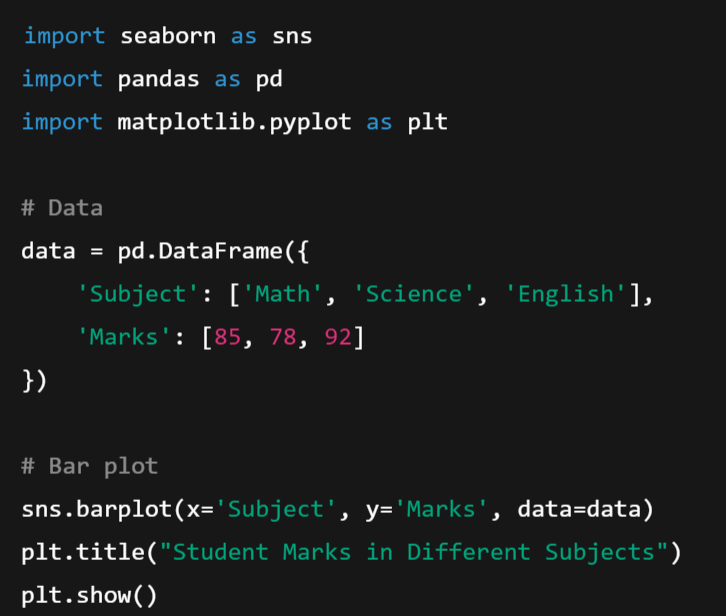 import seaborn as sns
import pandas as pd
import matplotlib.pyplot as plt
# Data
data = pd.DataFrame({
    'Subject': ['Math', 'Science', 'English'],
    'Marks': [85, 78, 92]
})
# Bar plot
sns.barplot(x='Subject', y='Marks', data=data)
plt.title("Student Marks in Different Subjects")
plt.show()